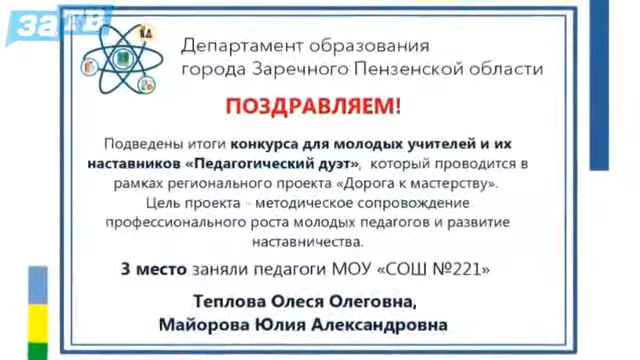 ЗАТВ
Департамент образования
города Заречного Пензенской области
ПОЗДРАВЛЯЕМ!
Подведены итоги конкурса для молодых учителей и их
наставников «Педагогический дуэт», который проводится в
рамках регионального проекта «Дорога к мастерству».
Цель проекта - методическое сопровождение
профессионального роста молодых педагогов и развитие
наставничества.
3 место заняли педагоги МОУ «СОШ №221»
Теплова Олеся Олеговна,
Майорова Юлия Александровна